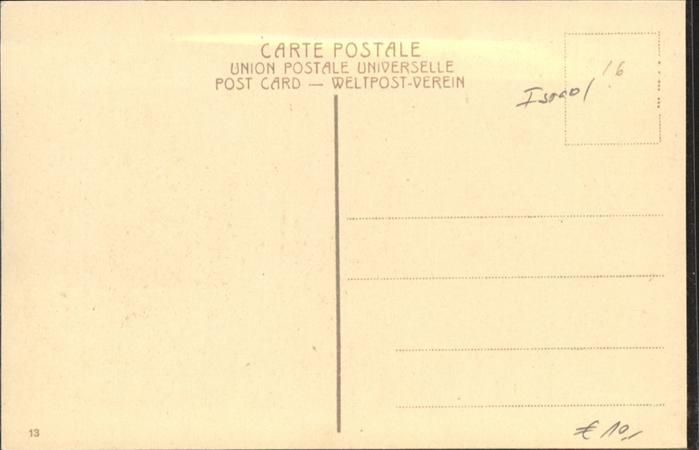 CARTE POSTALE
UNION POSTALE UNIVERSELLE
POST CARD — WELTPOST-VEREIN
16
Israel
13
€ 10,-